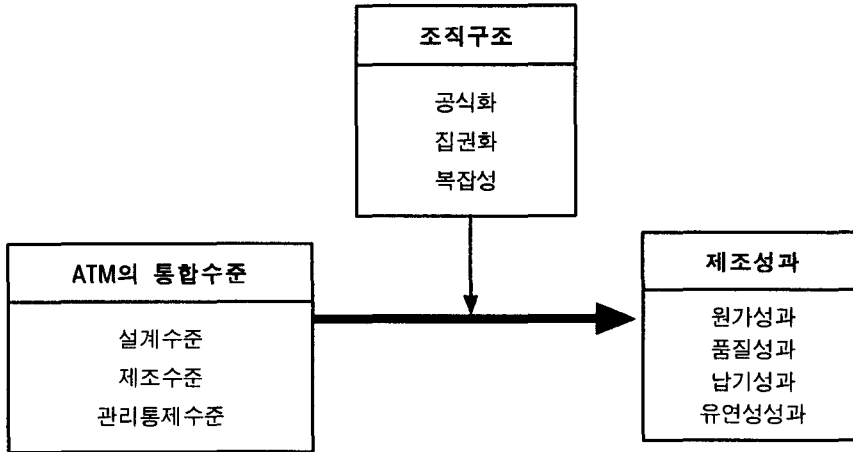 조직구조
공식화
집권화
복잡성
ATM의 통합수준
설계수준
제조수준
관리통제수준
제조성과
원가성과
품질성과
납기성과
유연성성과